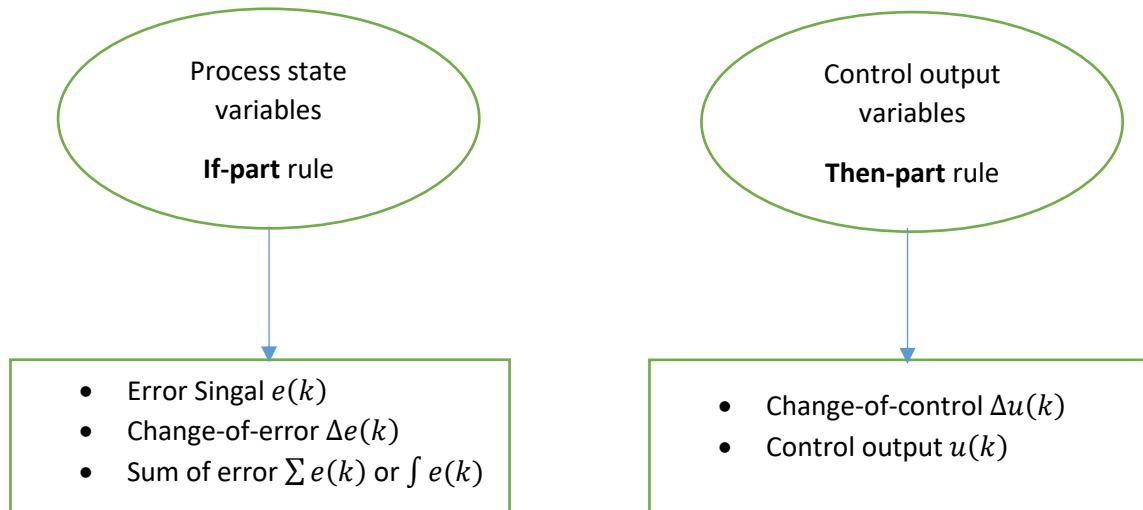 Process state
variables
If-part rule
Control output
variables
Then-part rule
• Error Singal e(k)
• Change-of-error Δe(k)
• Sum of error ∑ e(k) or ∫ e(k)
• Change-of-control Δu(k)
• Control output u(k)